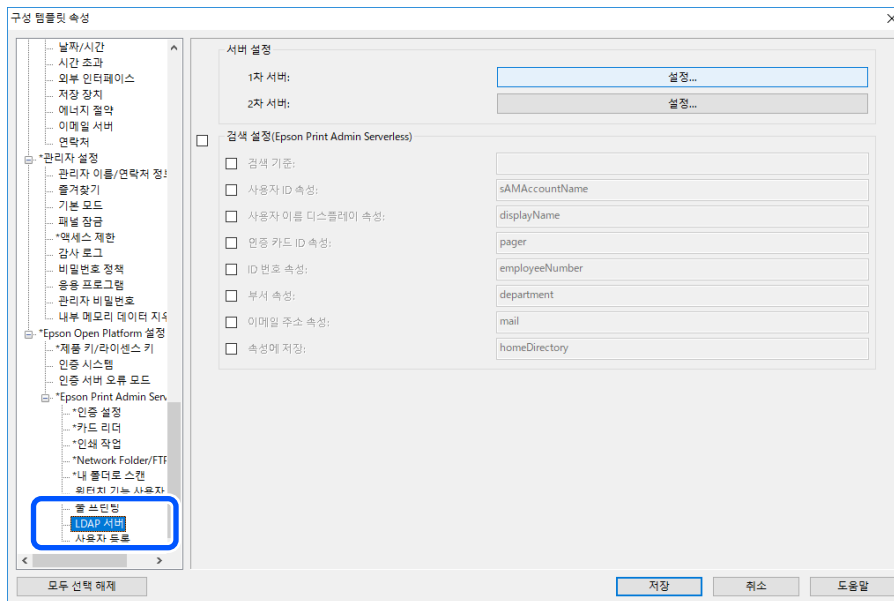 구성 템플릿 속성
날짜/시간
시간 초과
외부 인터페이스
저장 장치
에너지 절약
이메일 서버
연락처
*관리자 설정
관리자 이름/연락처
즐겨찾기
기본 모드
패널 잠금
*액세스 제한
감사 로그
비밀번호 정책
응용 프로그램
관리자 비밀번호
내부 메모리 데이터
*Epson Open Platform 설정
*제품 키/라이센스 키
인증 시스템
인증 서버 오류 모드
*Epson Print Admin Serv
*인증 설정
*카드 리더
*인쇄 작업
*Network Folder/FTP
*내 폴더로 스캔
원터치 기능 사용자
풀 프린팅
LDAP 서버
사용자 등록
모두 선택 해제
서버 설정
1차 서버: 설정...
2차 서버: 설정...
검색 설정(Epson Print Admin Serverless)
검색 기준:
사용자 ID 속성: sAMAccountName
사용자 이름 디스플레이 속성: displayName
인증 카드 ID 속성: pager
ID 번호 속성: employeeNumber
부서 속성: department
이메일 주소 속성: mail
속성에 저장: homeDirectory
저장 취소 도움말